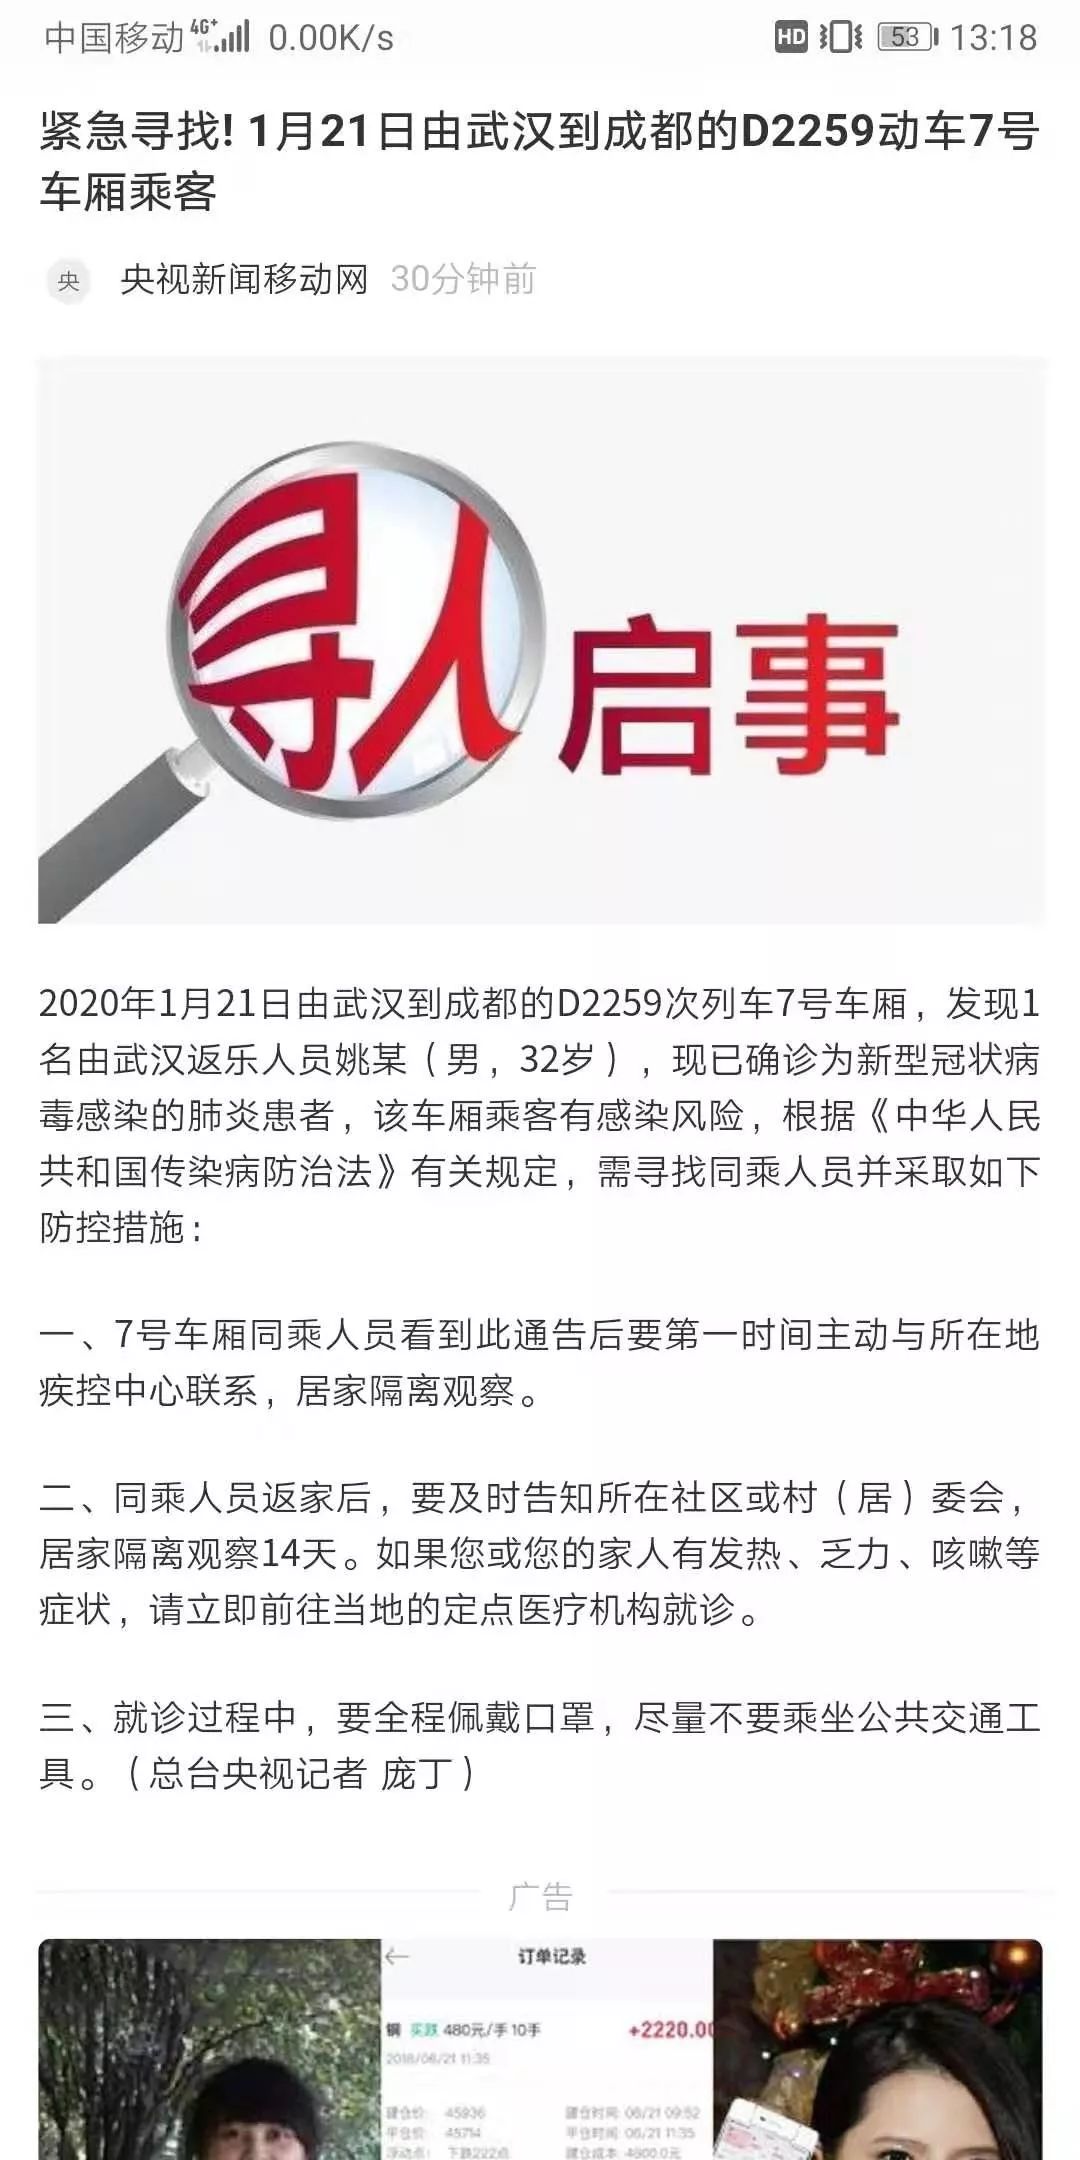 中国移动 4G+ 0.00K/s HD 53 13:18
紧急寻找! 1月21日由武汉到成都的D2259动车7号
车厢乘客
央 央视新闻移动网 30分钟前
寻人启事
2020年1月21日由武汉到成都的D2259次列车7号车厢，发现1
名由武汉返乐人员姚某（男，32岁），现已确诊为新型冠状病
毒感染的肺炎患者，该车厢乘客有感染风险，根据《中华人民
共和国传染病防治法》有关规定，需寻找同乘人员并采取如下
防控措施：
一、7号车厢同乘人员看到此通告后要第一时间主动与所在地
疾控中心联系，居家隔离观察。
二、同乘人员返家后，要及时告知所在社区或村（居）委会，
居家隔离观察14天。如果您或您的家人有发热、乏力、咳嗽等
症状，请立即前往当地的定点医疗机构就诊。
三、就诊过程中，要全程佩戴口罩，尽量不要乘坐公共交通工
具。（总台央视记者 庞丁）
广告
订单记录
铜 买跌 480元/手 10手 +2220.00
2018/06/21 11:35
建仓价: 45936 建仓时间: 06/21 09:52
平仓价: 45714 平仓时间: 06/21 11:35
浮动点: 下跌222点 建仓成本: 4800.0元